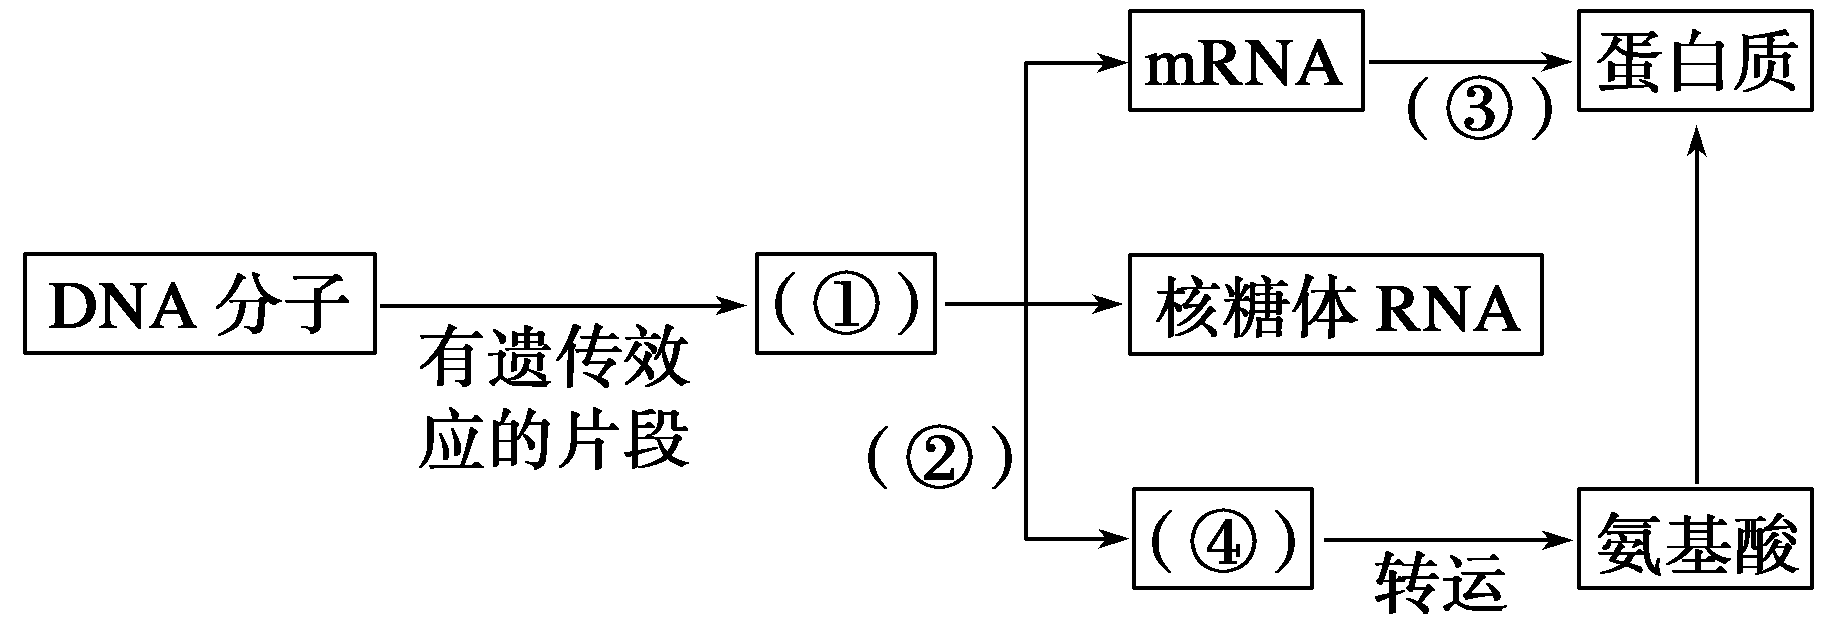 mRNA
(③)
蛋白质
DNA 分子
有遗传效
应的片段
(①)
核糖体 RNA
(②)
(④)
转运
氨基酸